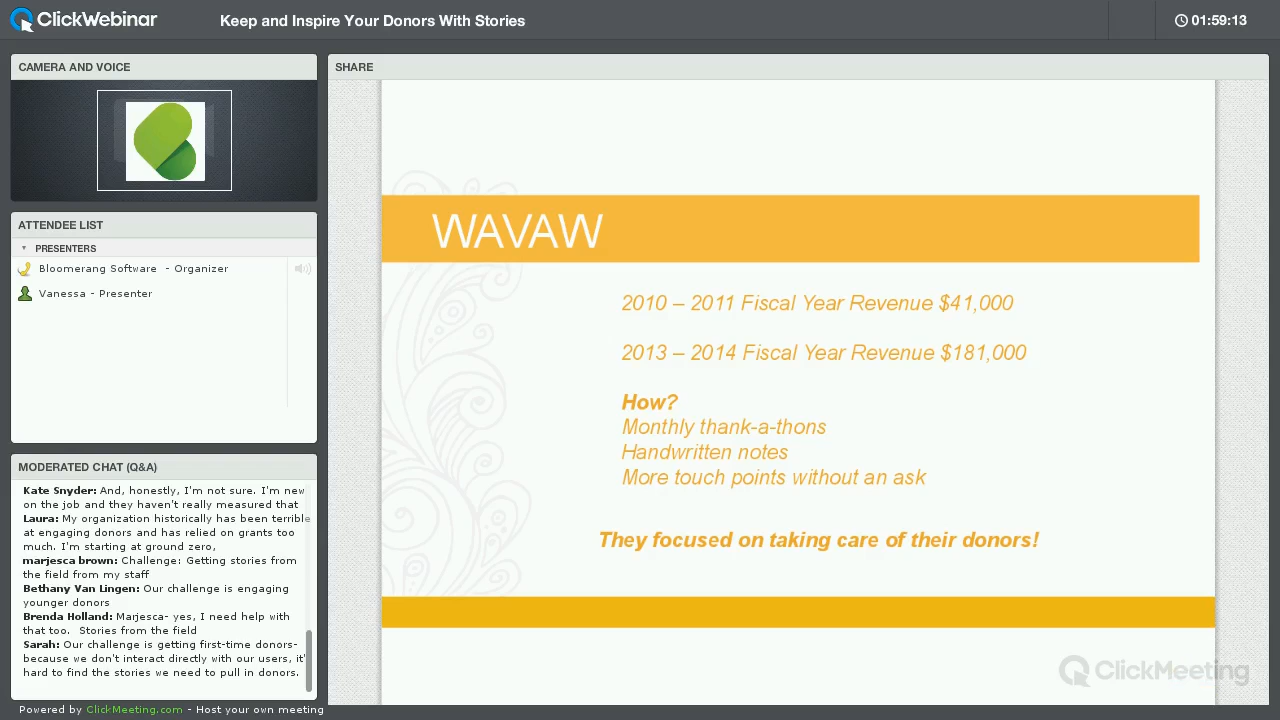 ClickWebinar
Keep and Inspire Your Donors With Stories
01:59:13
CAMERA AND VOICE
SHARE
ATTENDEE LIST
PRESENTERS
Bloomerang Software - Organizer
Vanessa - Presenter
WAVAW
2010 – 2011 Fiscal Year Revenue $41,000
2013 – 2014 Fiscal Year Revenue $181,000
How?
Monthly thank-a-thons
Handwritten notes
More touch points without an ask
They focused on taking care of their donors!
MODERATED CHAT (Q&A)
Kate Snyder: And, honestly, I'm not sure. I'm new
on the job and they haven't really measured that
Laura: My organization historically has been terrible
at engaging donors and has relied on grants too
much. I'm starting at ground zero,
marjesca brown: Challenge: Getting stories from
the field from my staff
Bethany Van Lingen: Our challenge is engaging
younger donors
Brenda Holland: Marjesca- yes, I need help with
that too. Stories from the field
Sarah: Our challenge is getting first-time donors-
because we don't interact directly with our users, it'
hard to find the stories we need to pull in donors.
ClickMeeting
Powered by ClickMeeting.com - Host your own meeting